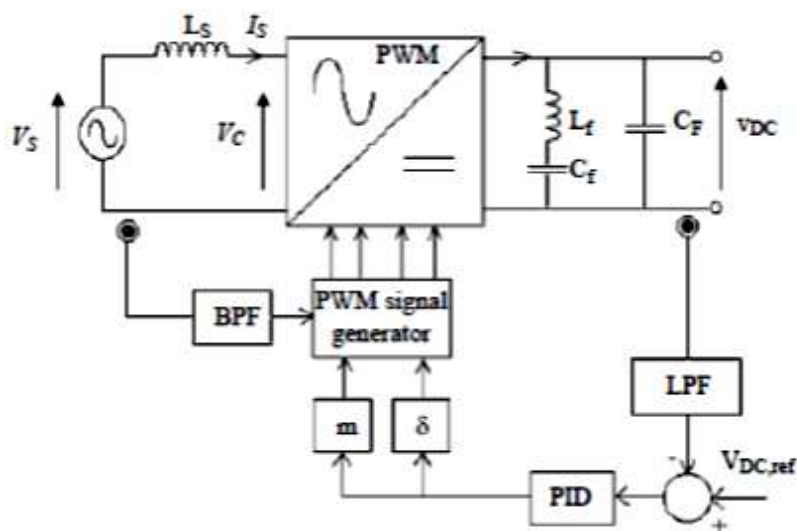 L_S
I_S
PWM
V_S
V_C
L_f
C_f
C_F
v_DC
BPF
PWM signal
generator
LPF
m
δ
PID
-
V_DC,ref
+